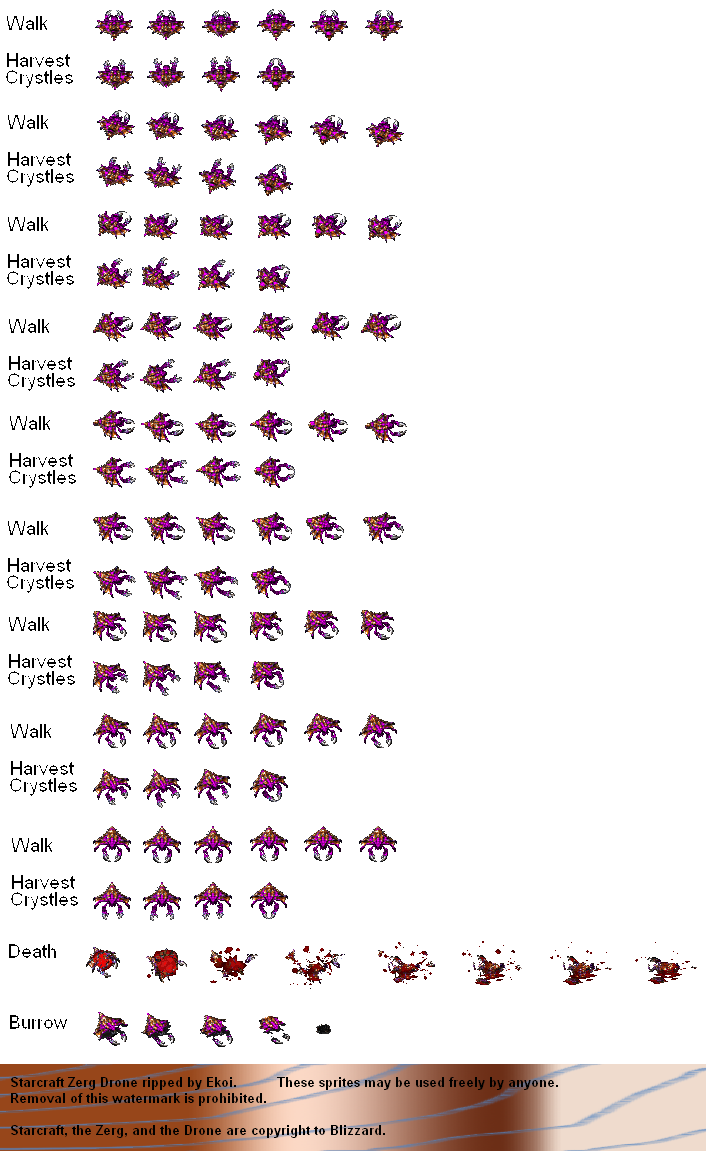 Walk
Harvest
Crystles
Walk
Harvest
Crystles
Walk
Harvest
Crystles
Walk
Harvest
Crystles
Walk
Harvest
Crystles
Walk
Harvest
Crystles
Walk
Harvest
Crystles
Walk
Harvest
Crystles
Walk
Harvest
Crystles
Death
Burrow
Starcraft Zerg Drone ripped by Ekoi. These sprites may be used freely by anyone.
Removal of this watermark is prohibited.
Starcraft, the Zerg, and the Drone are copyright to Blizzard.